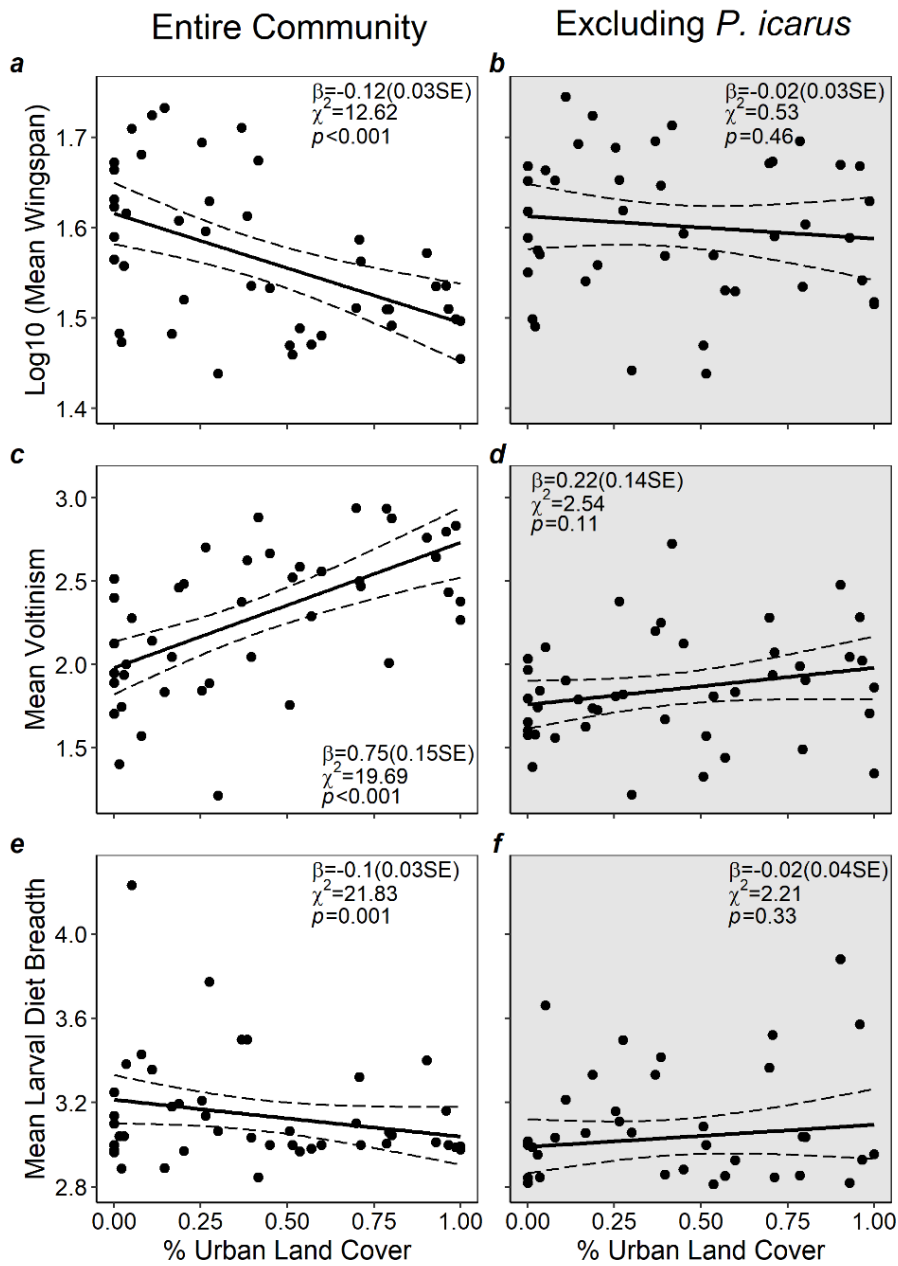 Entire Community
Excluding P. icarus
a
b
β=-0.12(0.03SE)
χ²=12.62
p<0.001
β=-0.02(0.03SE)
χ²=0.53
p=0.46
Log10 (Mean Wingspan)
1.7
1.6
1.5
1.4
c
d
β=0.75(0.15SE)
χ²=19.69
p<0.001
β=0.22(0.14SE)
χ²=2.54
p=0.11
Mean Voltinism
3.0
2.5
2.0
1.5
e
f
β=-0.1(0.03SE)
χ²=21.83
p=0.001
β=-0.02(0.04SE)
χ²=2.21
p=0.33
Mean Larval Diet Breadth
4.0
3.6
3.2
2.8
0.00 0.25 0.50 0.75 1.00
0.00 0.25 0.50 0.75 1.00
% Urban Land Cover
% Urban Land Cover